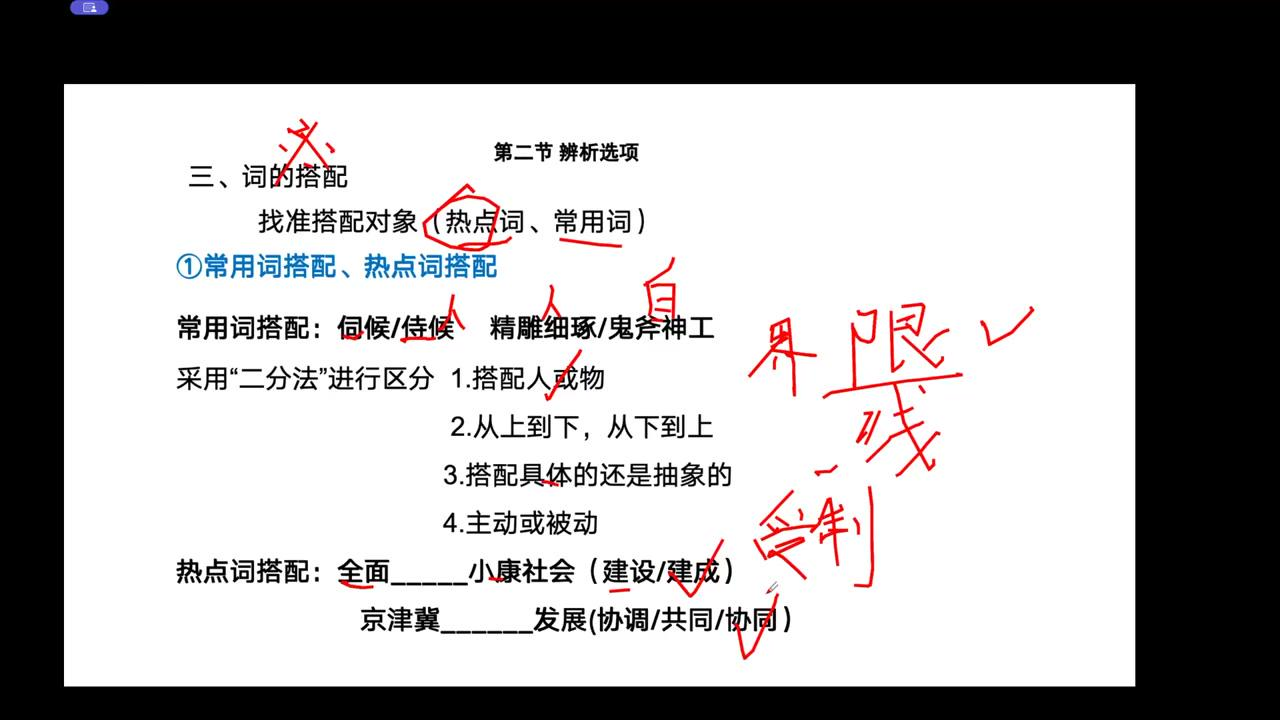 第二节 辨析选项
三、词的搭配
找准搭配对象（热点词、常用词）
①常用词搭配、热点词搭配
人 人 自
常用词搭配：伺候/侍候 精雕细琢/鬼斧神工
界限
采用“二分法”进行区分 1.搭配人或物
线
2.从上到下，从下到上
3.搭配具体的还是抽象的
受制
4.主动或被动
热点词搭配：全面_____小康社会（建设/建成）
京津冀______发展(协调/共同/协同）